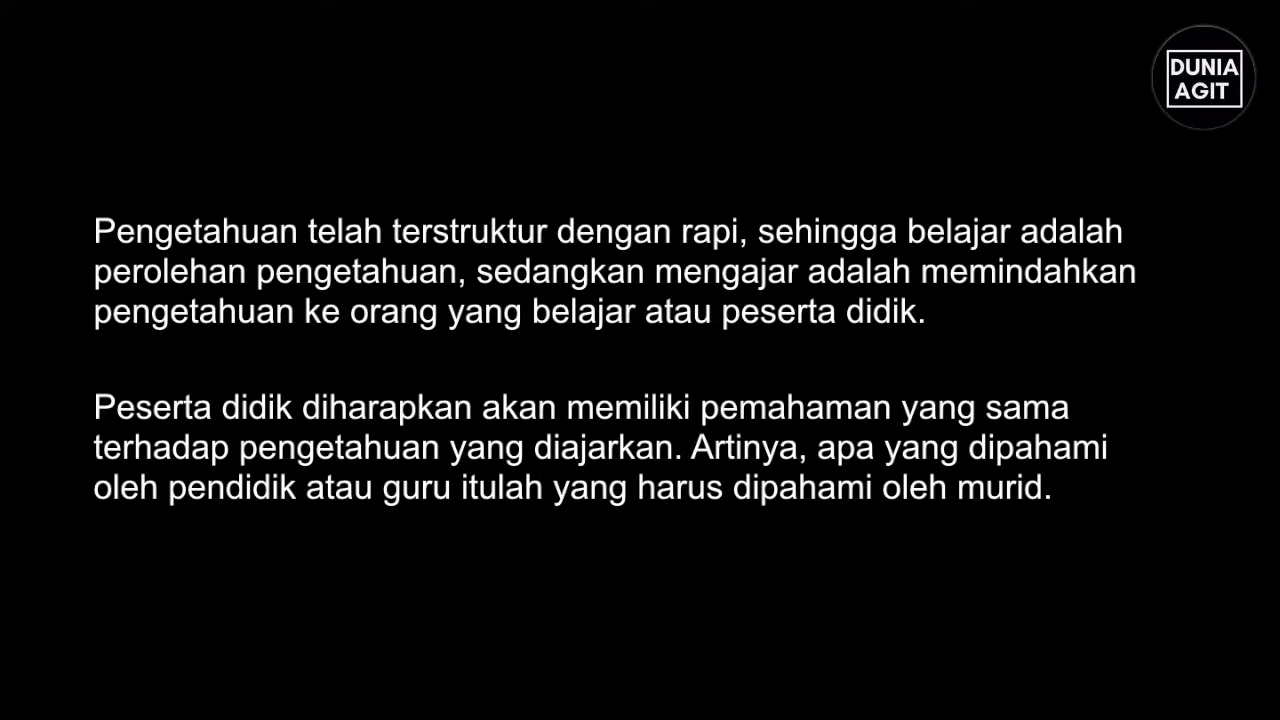 DUNIA
AGIT
Pengetahuan telah terstruktur dengan rapi, sehingga belajar adalah
perolehan pengetahuan, sedangkan mengajar adalah memindahkan
pengetahuan ke orang yang belajar atau peserta didik.
Peserta didik diharapkan akan memiliki pemahaman yang sama
terhadap pengetahuan yang diajarkan. Artinya, apa yang dipahami
oleh pendidik atau guru itulah yang harus dipahami oleh murid.